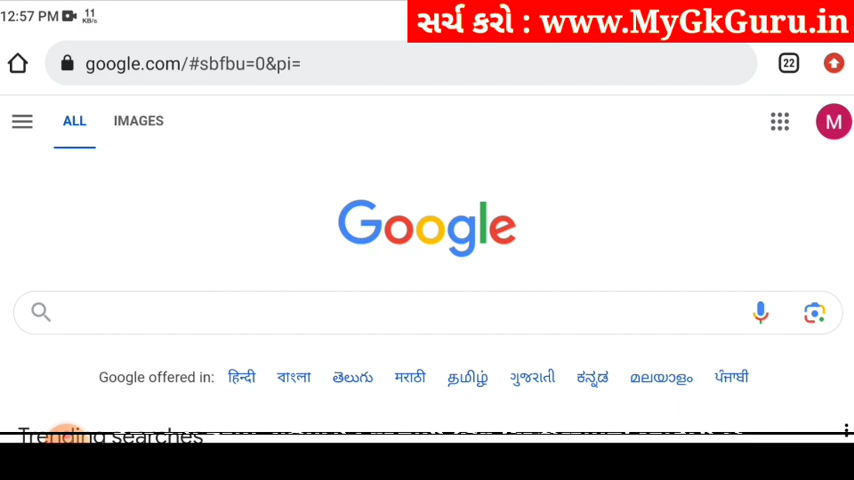 12:57 PM 11 KB/s
સર્ચ કરો : www.MyGkGuru.in
google.com/#sbfbu=0&pi=
22
ALL IMAGES
M
Google
Google offered in: हिन्दी বাংলা తెలుగు मराठी தமிழ் ગુજરાતી ಕನ್ನಡ മലയാളം ਪੰਜਾਬੀ
Trending searches